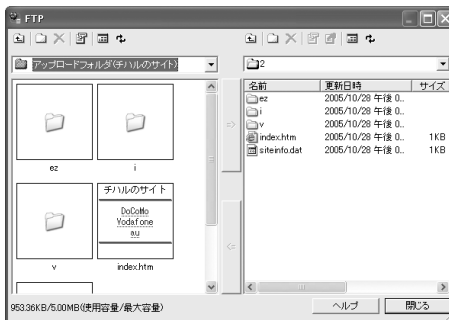 FTP
アップロードフォルダ(チハルのサイト)
2
ez
i
v
チハルのサイト
DoCoMo
Vodafone
au
index.htm
名前 更新日時 サイズ
ez 2005/10/28 午後 0...
i 2005/10/28 午後 0...
v 2005/10/28 午後 0...
index.htm 2005/10/28 午後 0... 1KB
siteinfo.dat 2005/10/28 午後 0... 1KB
953.36KB/5.00MB(使用容量/最大容量)
ヘルプ 閉じる